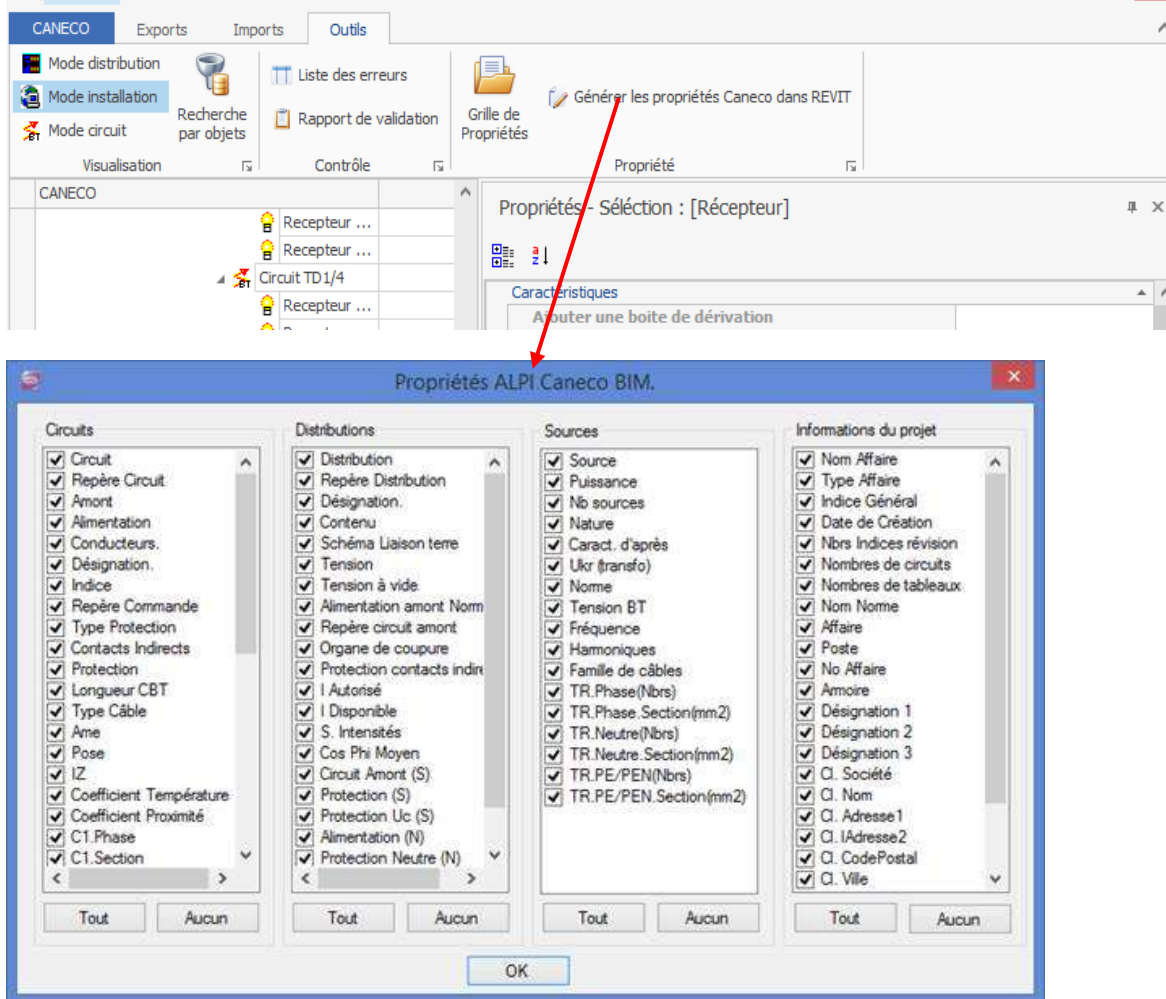 CANECO Exports Imports Outils
Mode distribution
Mode installation
Mode circuit
Recherche
par objets
Visualisation
Liste des erreurs
Rapport de validation
Contrôle
Grille de
Propriétés
Générer les propriétés Caneco dans REVIT
Propriété
CANECO
Recepteur ...
Recepteur ...
Circuit TD1/4
Recepteur ...
Propriétés - Séléction : [Récepteur]
Caractéristiques
Ajouter une boite de dérivation
Propriétés ALPI Caneco BIM.
Circuits
Circuit
Repère Circuit
Amont
Alimentation
Conducteurs.
Désignation.
Indice
Repère Commande
Type Protection
Contacts Indirects
Protection
Longueur CBT
Type Câble
Ame
Pose
IZ
Coefficient Température
Coefficient Proximité
C1.Phase
C1.Section
Tout Aucun
Distributions
Distribution
Repère Distribution
Désignation.
Contenu
Schéma Liaison terre
Tension
Tension à vide
Alimentation amont Norm
Repère circuit amont
Organe de coupure
Protection contacts indire
I Autorisé
I Disponible
S. Intensités
Cos Phi Moyen
Circuit Amont (S)
Protection (S)
Protection Uc (S)
Alimentation (N)
Protection Neutre (N)
Tout Aucun
Sources
Source
Puissance
Nb sources
Nature
Caract. d'après
Ukr (transfo)
Norme
Tension BT
Fréquence
Harmoniques
Famille de câbles
TR.Phase(Nbrs)
TR.Phase.Section(mm2)
TR.Neutre(Nbrs)
TR.Neutre.Section(mm2)
TR.PE/PEN(Nbrs)
TR.PE/PEN.Section(mm2)
Tout Aucun
Informations du projet
Nom Affaire
Type Affaire
Indice Général
Date de Création
Nbrs Indices révision
Nombres de circuits
Nombres de tableaux
Nom Norme
Affaire
Poste
No Affaire
Armoire
Désignation 1
Désignation 2
Désignation 3
Cl. Société
Cl. Nom
Cl. Adresse1
Cl. IAdresse2
Cl. CodePostal
Cl. Ville
Tout Aucun
OK